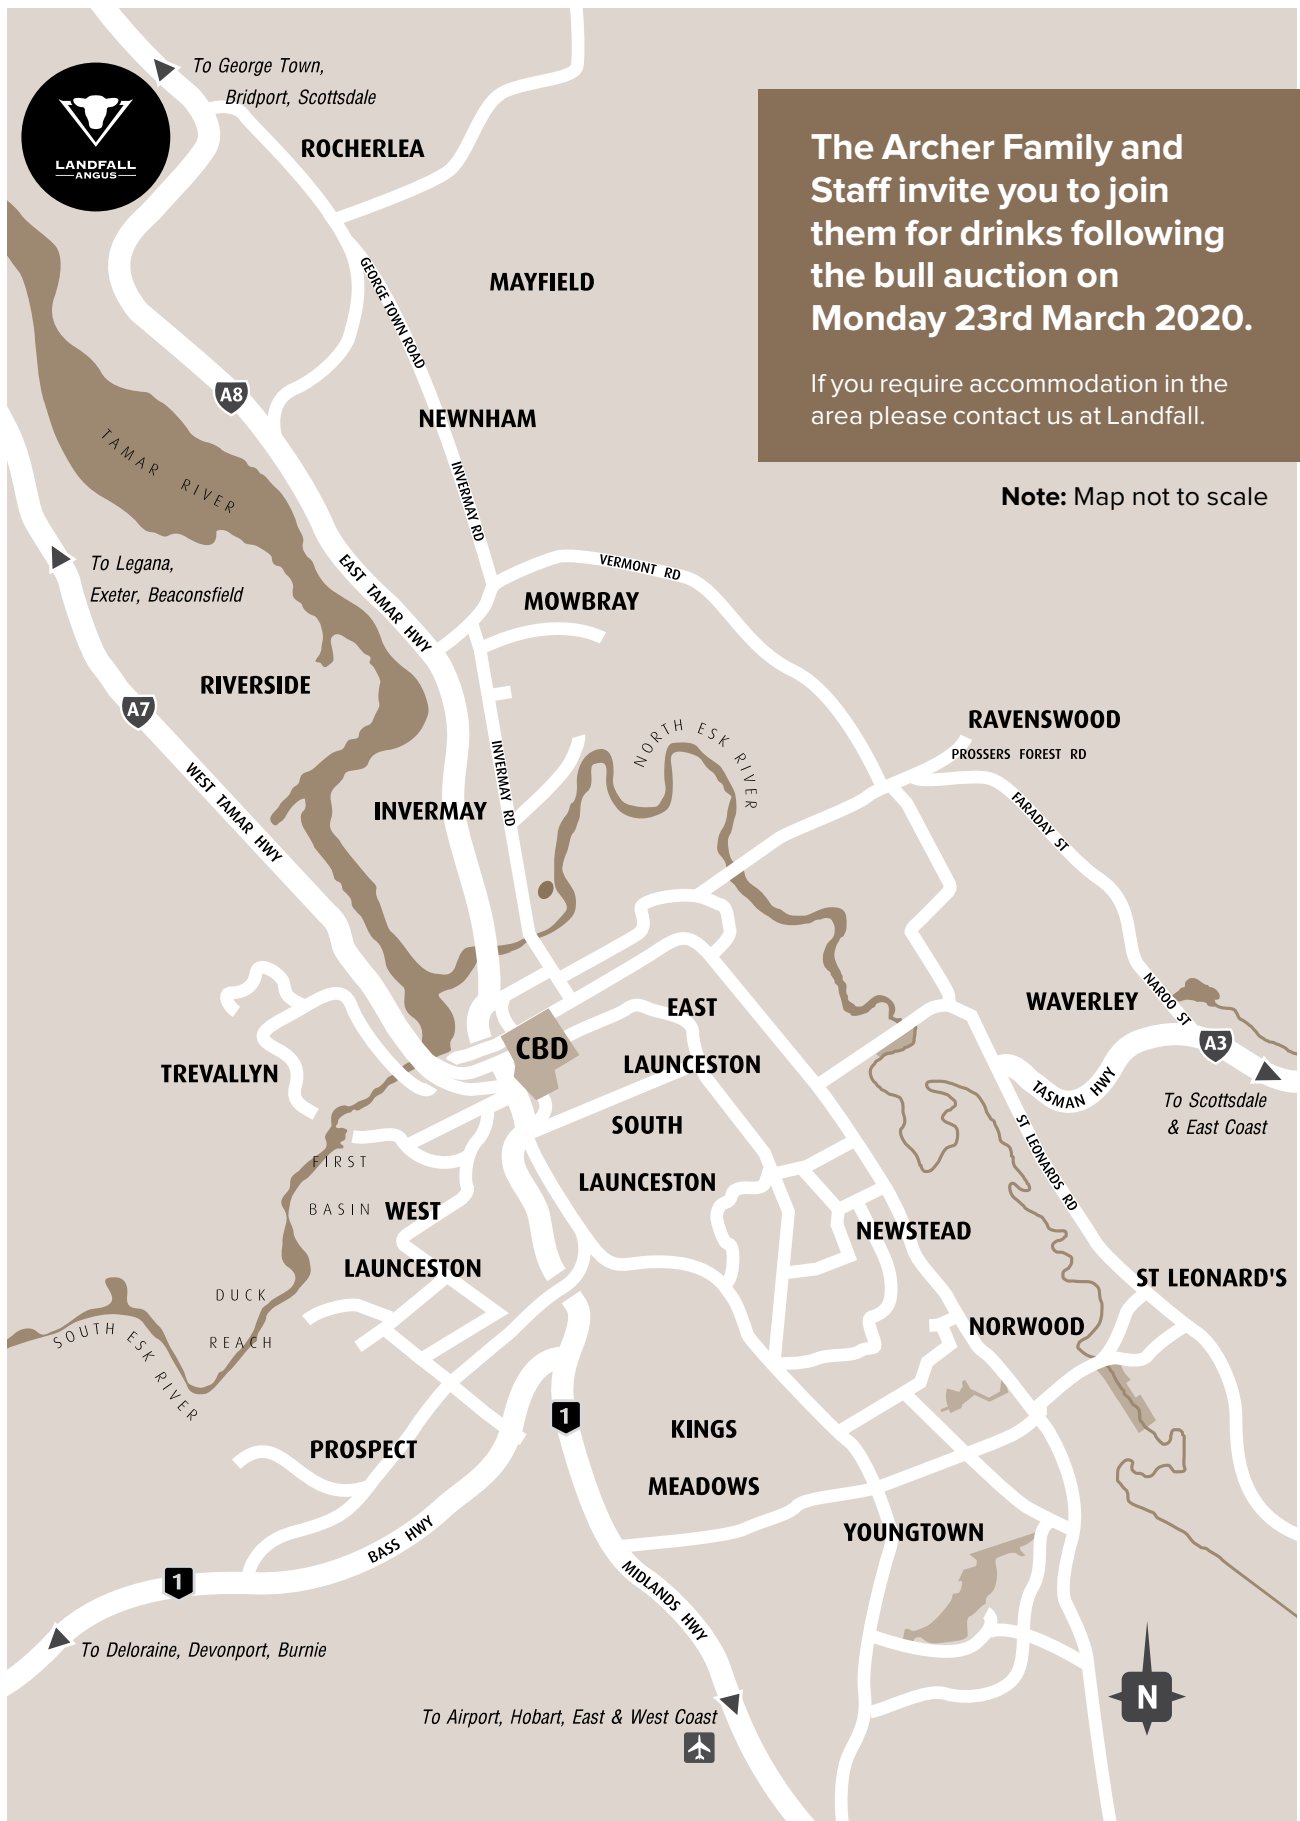 To George Town,
Bridport, Scottsdale
LANDFALL
ANGUS
ROCHERLEA
The Archer Family and
Staff invite you to join
them for drinks following
the bull auction on
Monday 23rd March 2020.
If you require accommodation in the
area please contact us at Landfall.
Note: Map not to scale
MAYFIELD
GEORGE TOWN ROAD
A8
NEWNHAM
TAMAR RIVER
INVERMAY RD
To Legana,
Exeter, Beaconsfield
EAST TAMAR HWY
VERMONT RD
MOWBRAY
RIVERSIDE
A7
RAVENSWOOD
PROSSERS FOREST RD
NORTH ESK RIVER
WEST TAMAR HWY
INVERMAY
INVERMAY RD
FARADAY ST
WAVERLEY
NAROO ST
A3
EAST
LAUNCESTON
CBD
TREVALLYN
TASMAN HWY
To Scottsdale
& East Coast
SOUTH
LAUNCESTON
ST LEONARDS RD
FIRST
BASIN
WEST
LAUNCESTON
NEWSTEAD
ST LEONARD'S
DUCK
REACH
SOUTH ESK RIVER
NORWOOD
1
KINGS
MEADOWS
PROSPECT
YOUNGTOWN
BASS HWY
1
MIDLANDS HWY
To Deloraine, Devonport, Burnie
To Airport, Hobart, East & West Coast
N